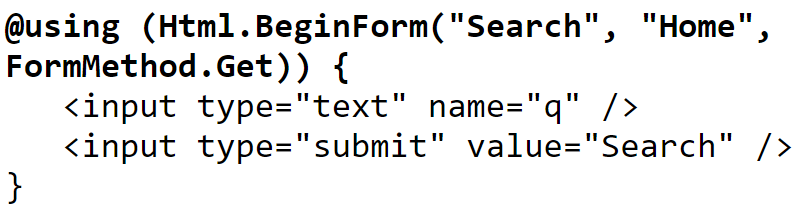 @using (Html.BeginForm("Search", "Home",
FormMethod.Get)) {
   <input type="text" name="q" />
   <input type="submit" value="Search" />
}